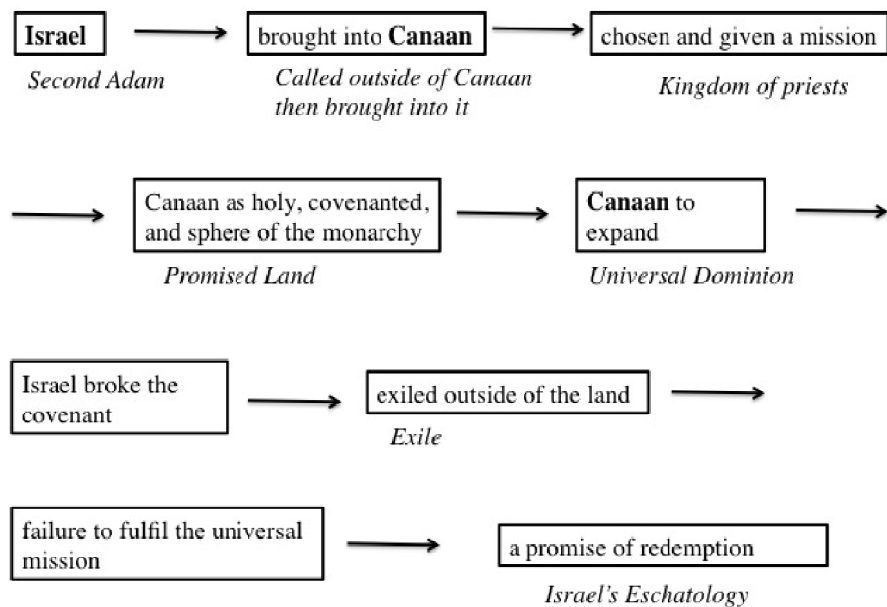 Israel
brought into Canaan
chosen and given a mission
Second Adam
Called outside of Canaan
then brought into it
Kingdom of priests
Canaan as holy, covenanted,
and sphere of the monarchy
Canaan to
expand
Promised Land
Universal Dominion
Israel broke the
covenant
exiled outside of the land
Exile
failure to fulfil the universal
mission
a promise of redemption
Israel's Eschatology